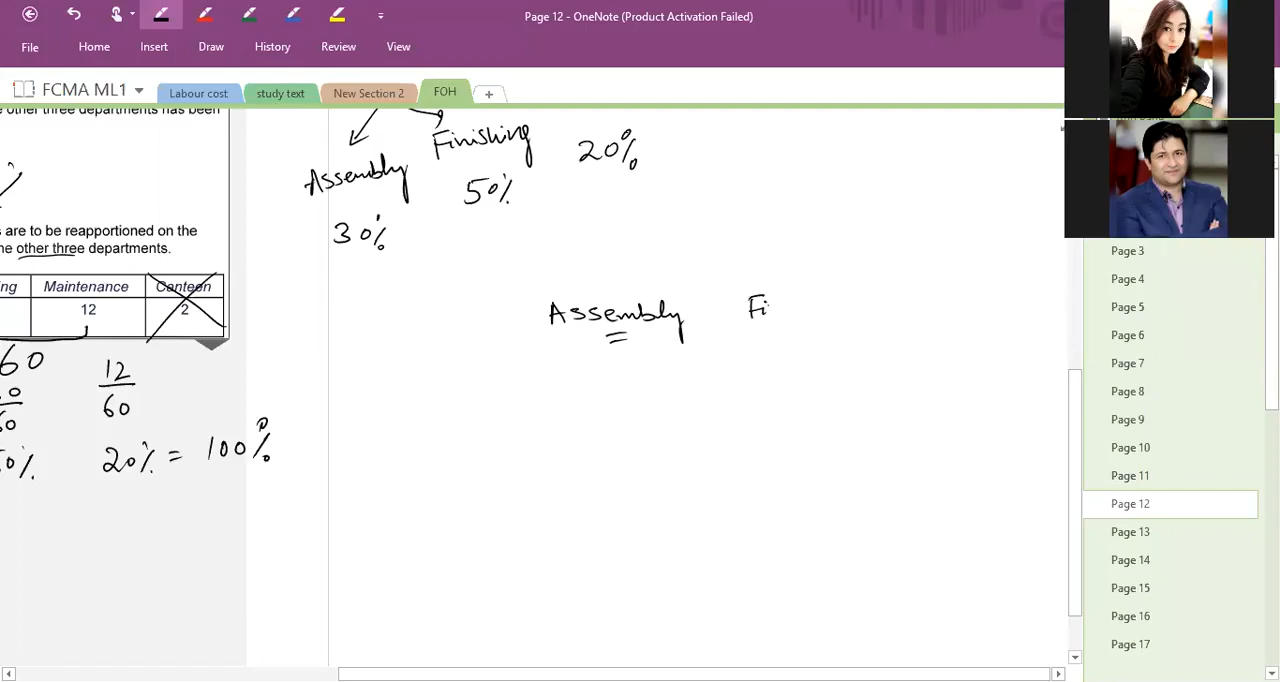 Page 12 - OneNote (Product Activation Failed)
File Home Insert Draw History Review View
FCMA ML1 Labour cost study text New Section 2 FOH +
other three departments has been
Finishing 20%
Assembly 50%
30%
s are to be reapportioned on the
other three departments.
ng Maintenance Canteen
12 2
Assembly Fi
60 12
60
20% = 100%
Page 3
Page 4
Page 5
Page 6
Page 7
Page 8
Page 9
Page 10
Page 11
Page 12
Page 13
Page 14
Page 15
Page 16
Page 17